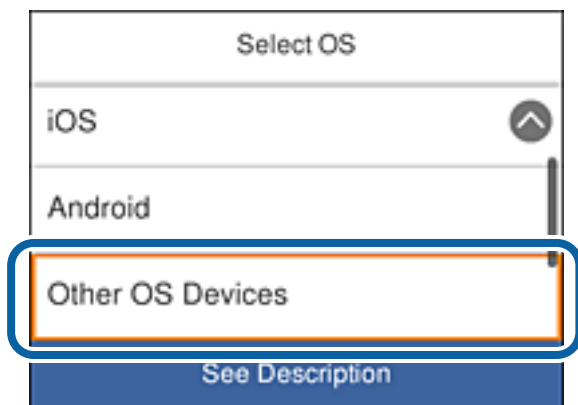 Select OS
iOS
Android
Other OS Devices
See Description